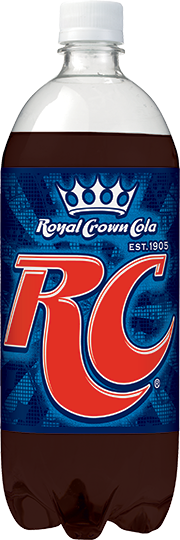 Royal Crown Cola
EST. 1905
RC
®